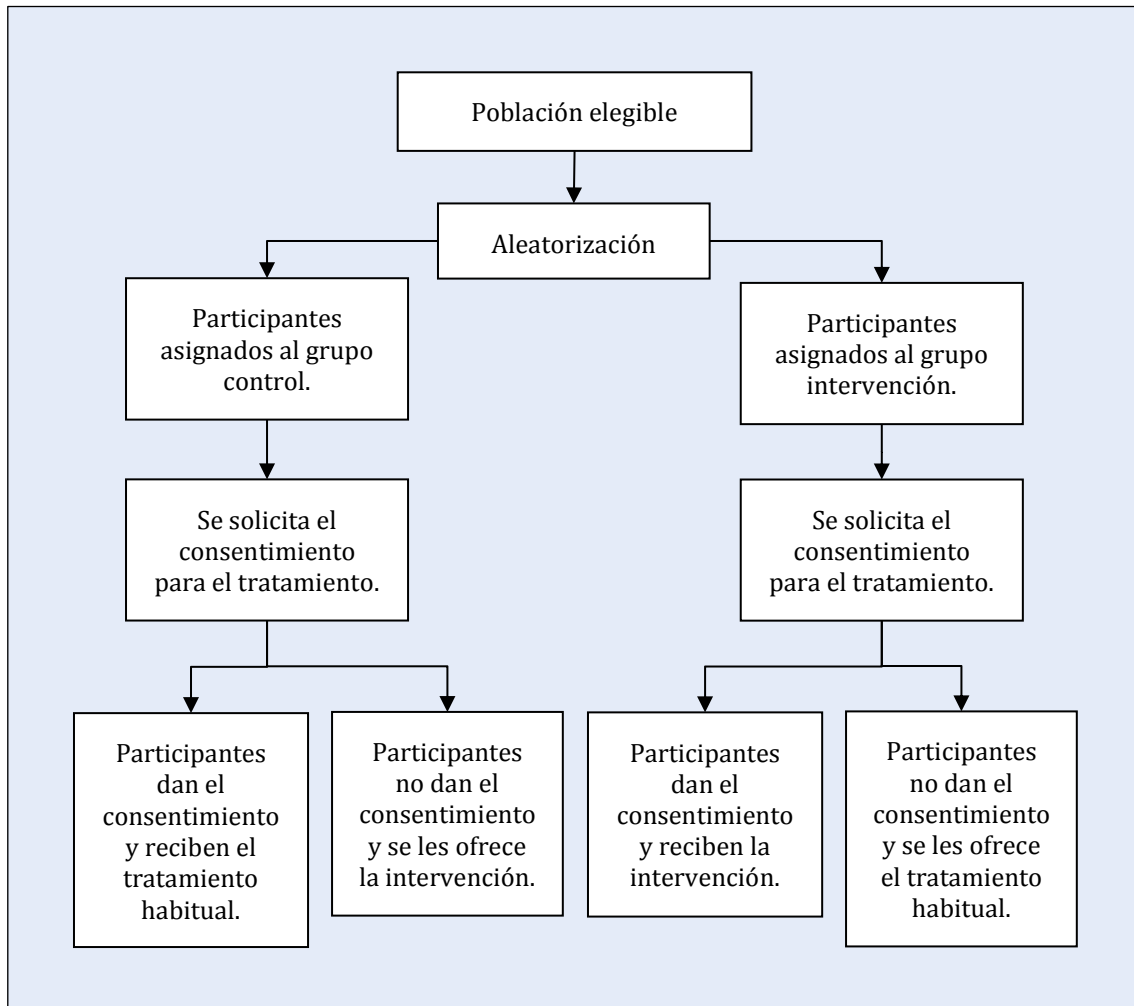 Población elegible
Aleatorización
Participantes
asignados al grupo
control.
Participantes
asignados al grupo
intervención.
Se solicita el
consentimiento
para el tratamiento.
Se solicita el
consentimiento
para el tratamiento.
Participantes
dan el
consentimiento
y reciben el
tratamiento
habitual.
Participantes
no dan el
consentimiento
y se les ofrece
la intervención.
Participantes
dan el
consentimiento
y reciben la
intervención.
Participantes
no dan el
consentimiento
y se les ofrece
el tratamiento
habitual.